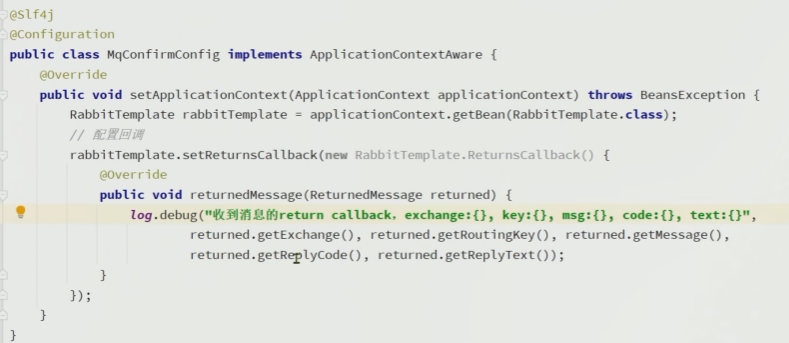 @Slf4j
@Configuration
public class MqConfirmConfig implements ApplicationContextAware {
    @Override
    public void setApplicationContext(ApplicationContext applicationContext) throws BeansException {
        RabbitTemplate rabbitTemplate = applicationContext.getBean(RabbitTemplate.class);
        // 配置回调
        rabbitTemplate.setReturnsCallback(new RabbitTemplate.ReturnsCallback() {
            @Override
            public void returnedMessage(ReturnedMessage returned) {
                log.debug("收到消息的return callback，exchange:{}, key:{}, msg:{}, code:{}, text:{}",
                        returned.getExchange(), returned.getRoutingKey(), returned.getMessage(),
                        returned.getReplyCode(), returned.getReplyText());
            }
        });
    }
}